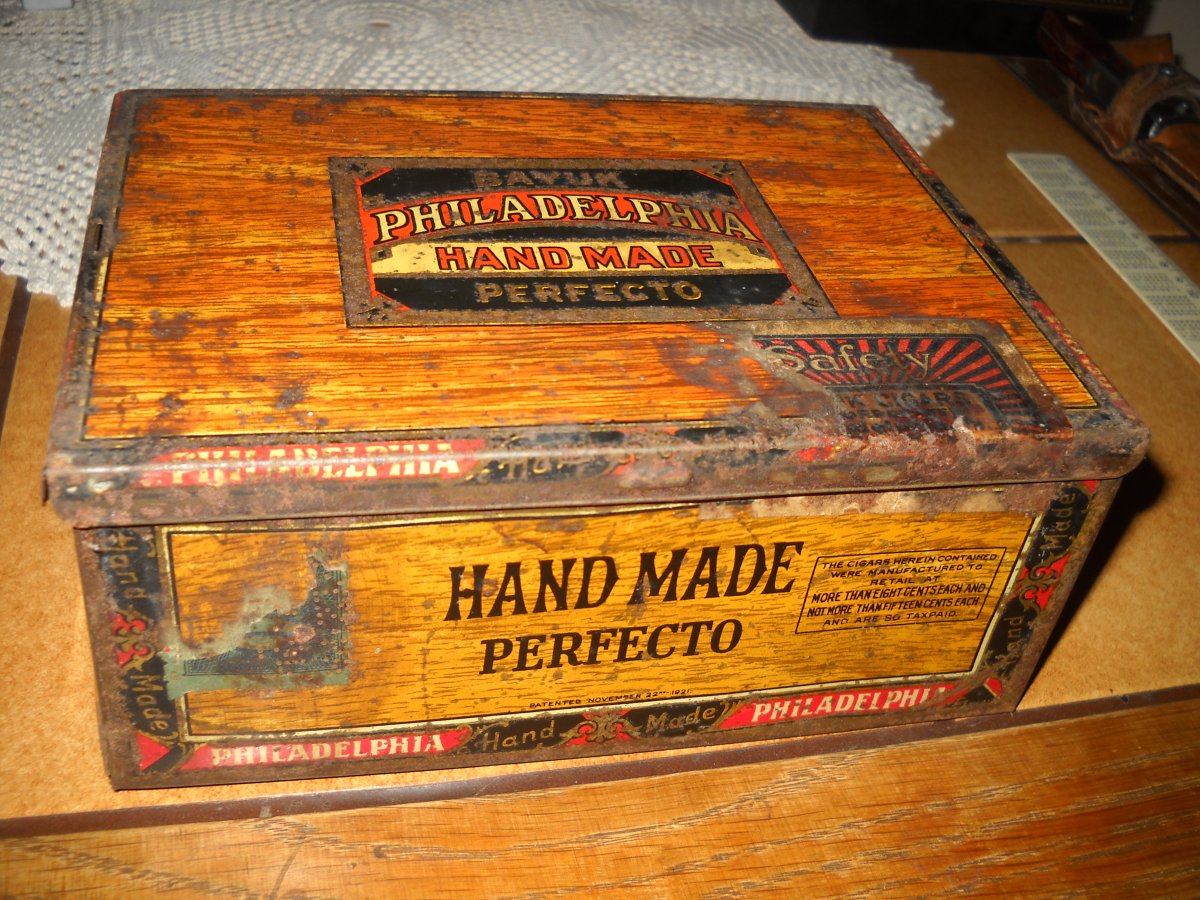 BAYUK
PHILADELPHIA
HAND MADE
PERFECTO
Safety
PHILADELPHIA
HAND MADE
PERFECTO
THE CIGARS HEREIN CONTAINED
WERE MANUFACTURED TO
RETAIL AT
MORE THAN EIGHT CENTS EACH AND
NOT MORE THAN FIFTEEN CENTS EACH
AND ARE SO TAXPAID.
PATENTED NOVEMBER 22ND 1921.
Hand Made
Hand Made
PHILADELPHIA Hand Made PHILADELPHIA